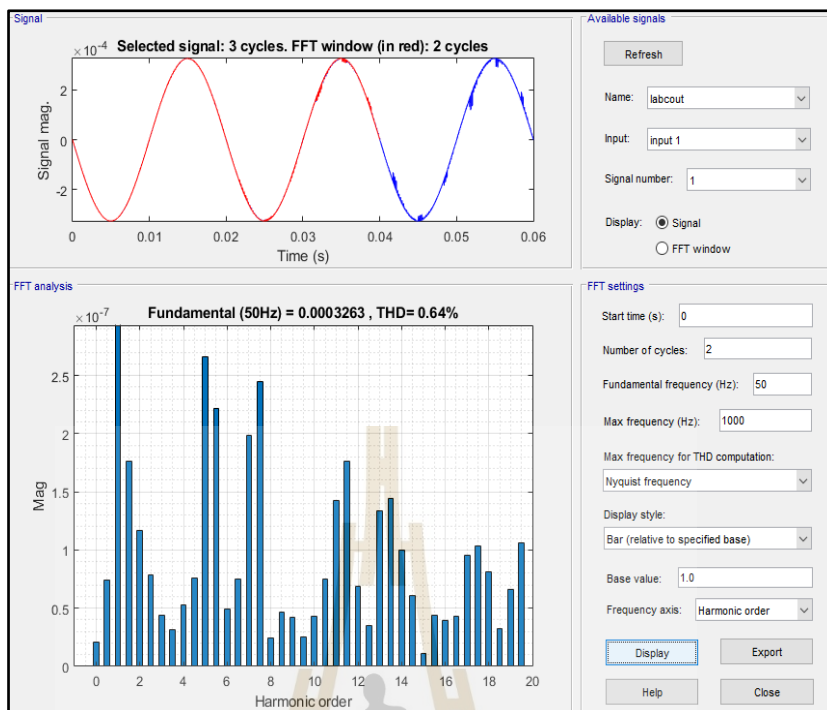 Signal
Selected signal: 3 cycles. FFT window (in red): 2 cycles
×10-4
2
0
-2
Signal mag.
0 0.01 0.02 0.03 0.04 0.05 0.06
Time (s)
Available signals
Refresh
Name: labcout
Input: input 1
Signal number: 1
Display: Signal
FFT window
FFT analysis
Fundamental (50Hz) = 0.0003263 , THD= 0.64%
×10-7
2.5
2
1.5
1
0.5
0
Mag
0 2 4 6 8 10 12 14 16 18 20
Harmonic order
FFT settings
Start time (s): 0
Number of cycles: 2
Fundamental frequency (Hz): 50
Max frequency (Hz): 1000
Max frequency for THD computation:
Nyquist frequency
Display style:
Bar (relative to specified base)
Base value: 1.0
Frequency axis: Harmonic order
Display Export
Help Close